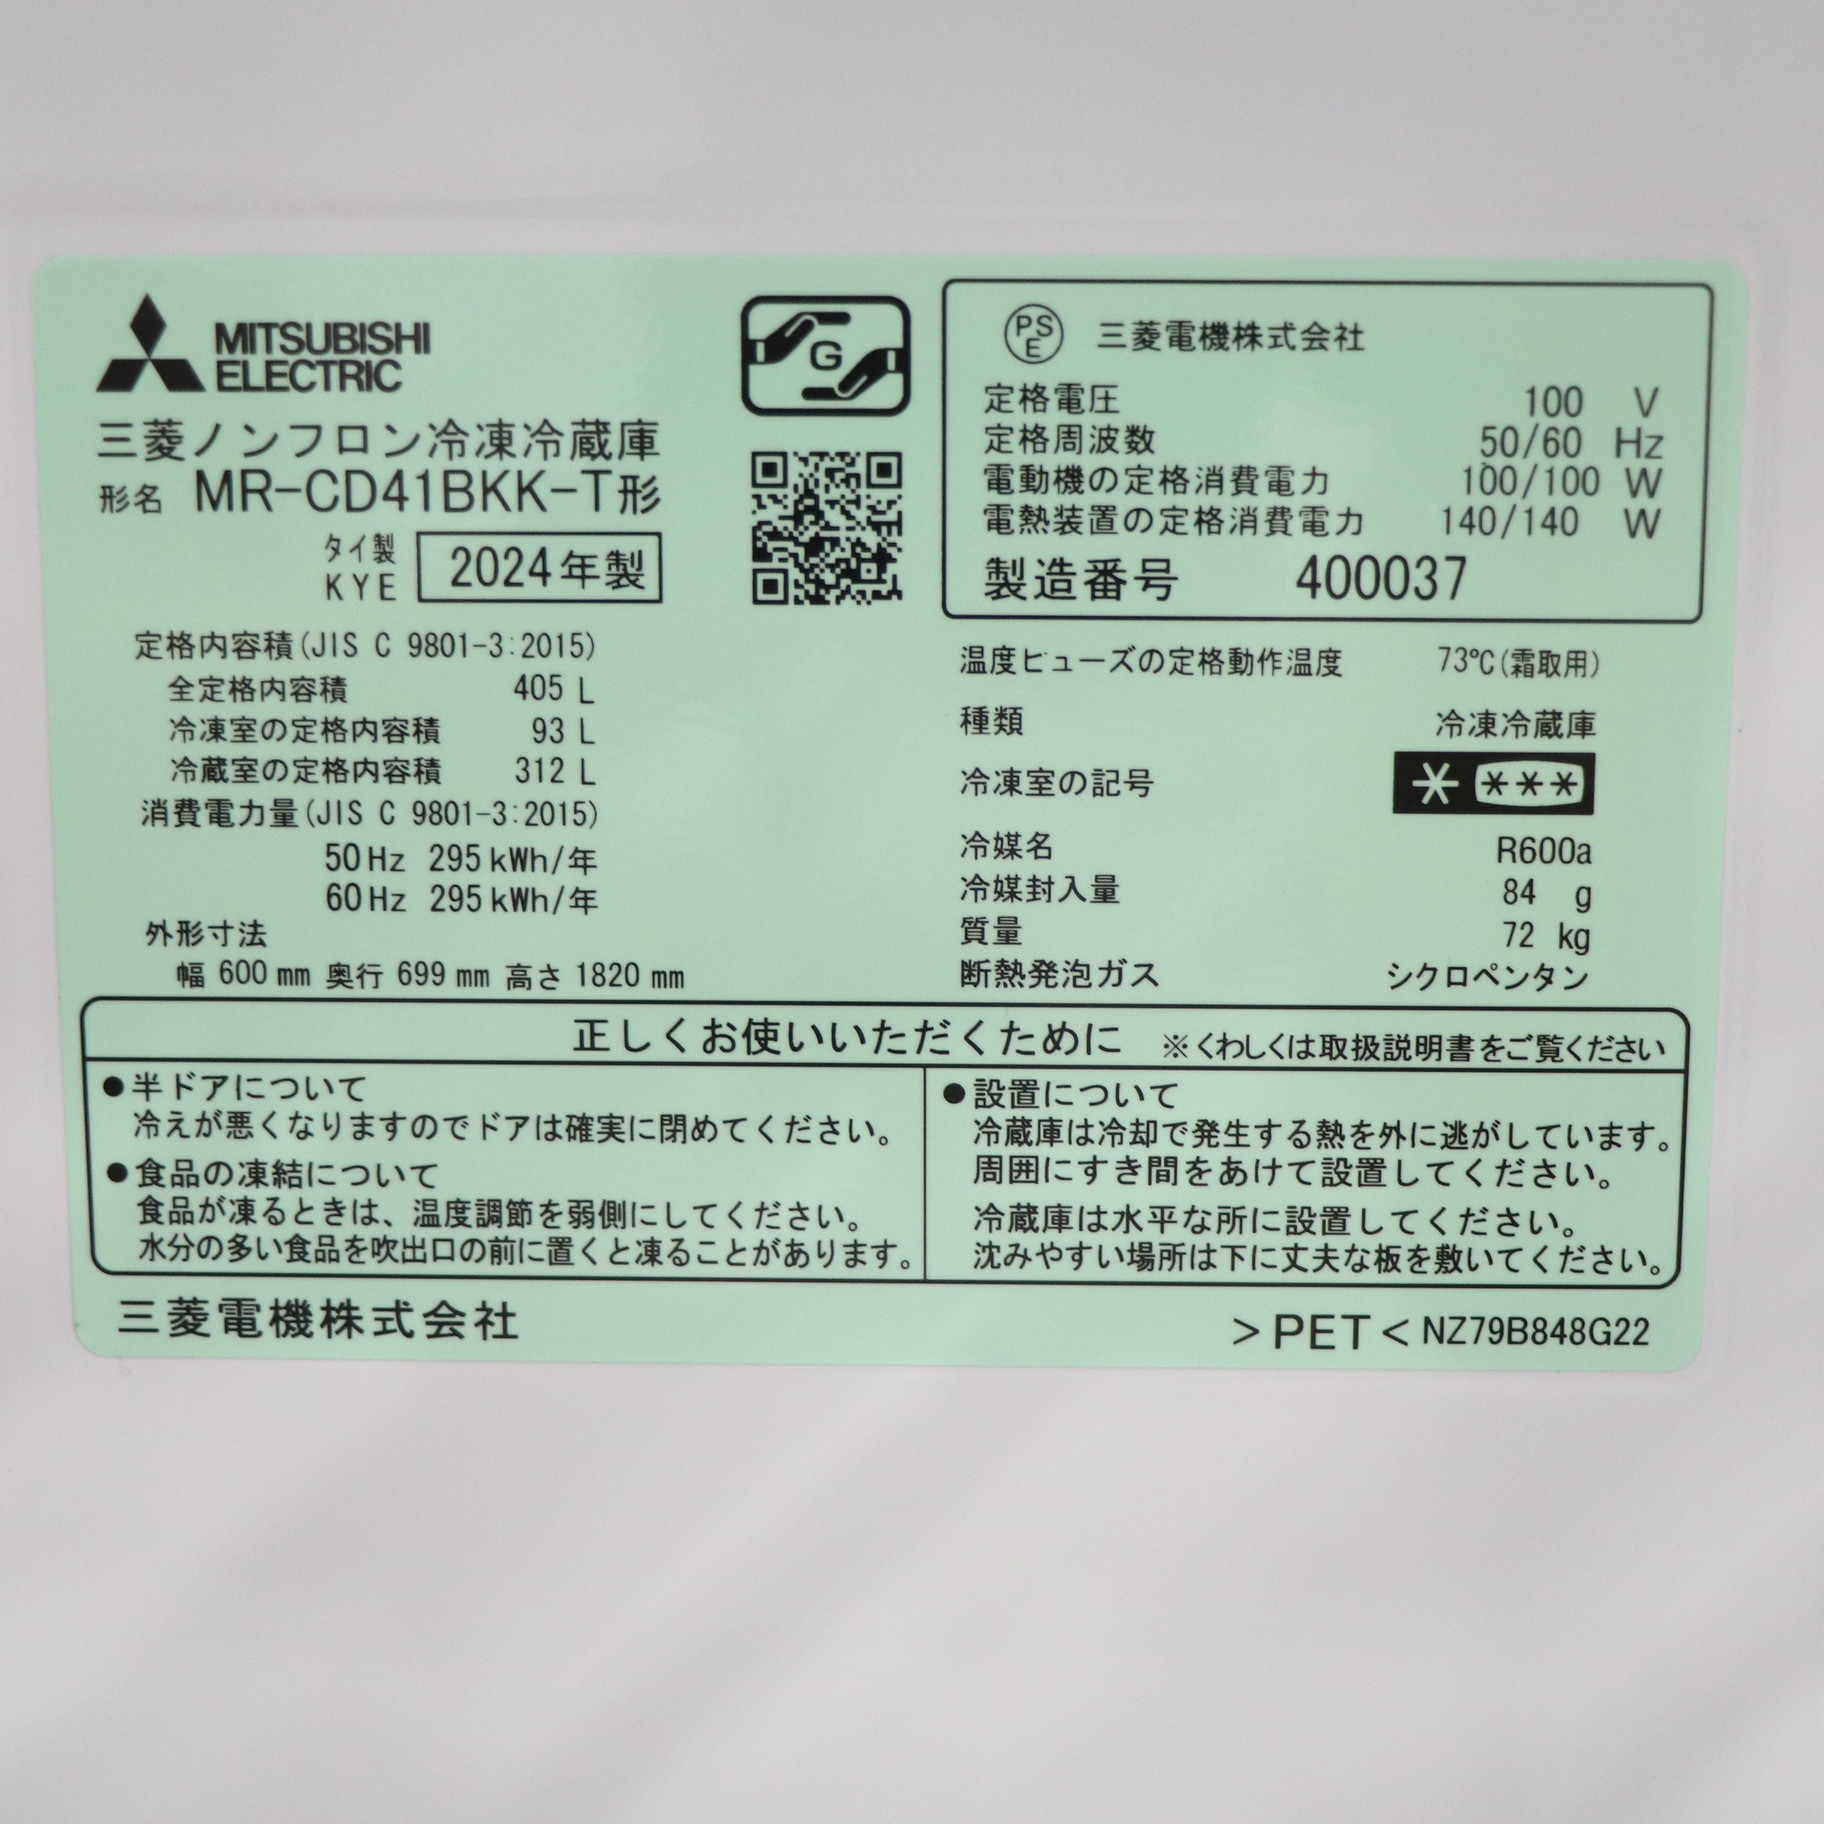 MITSUBISHI
ELECTRIC
三菱ノンフロン冷凍冷蔵庫
形名 MR-CD41BKK-T形
タイ製
KYE
2024年製
G
定格内容積(JIS C 9801-3:2015)
全定格内容積 405 L
冷凍室の定格内容積 93 L
冷蔵室の定格内容積 312 L
消費電力量(JIS C 9801-3:2015)
50Hz 295kWh/年
60Hz 295kWh/年
外形寸法
幅 600mm 奥行 699mm 高さ 1820mm
PS
E
三菱電機株式会社
定格電圧 100 V
定格周波数 50/60 Hz
電動機の定格消費電力 100/100 W
電熱装置の定格消費電力 140/140 W
製造番号 400037
温度ヒューズの定格動作温度 73℃(霜取用)
種類 冷凍冷蔵庫
冷凍室の記号 * ***
冷媒名 R600a
冷媒封入量 84 g
質量 72 kg
断熱発泡ガス シクロペンタン
正しくお使いいただくために ※くわしくは取扱説明書をご覧ください
●半ドアについて
冷えが悪くなりますのでドアは確実に閉めてください。
●食品の凍結について
食品が凍るときは、温度調節を弱側にしてください。
水分の多い食品を吹出口の前に置くと凍ることがあります。
●設置について
冷蔵庫は冷却で発生する熱を外に逃がしています。
周囲にすき間をあけて設置してください。
冷蔵庫は水平な所に設置してください。
沈みやすい場所は下に丈夫な板を敷いてください。
三菱電機株式会社
>PET< NZ79B848G22